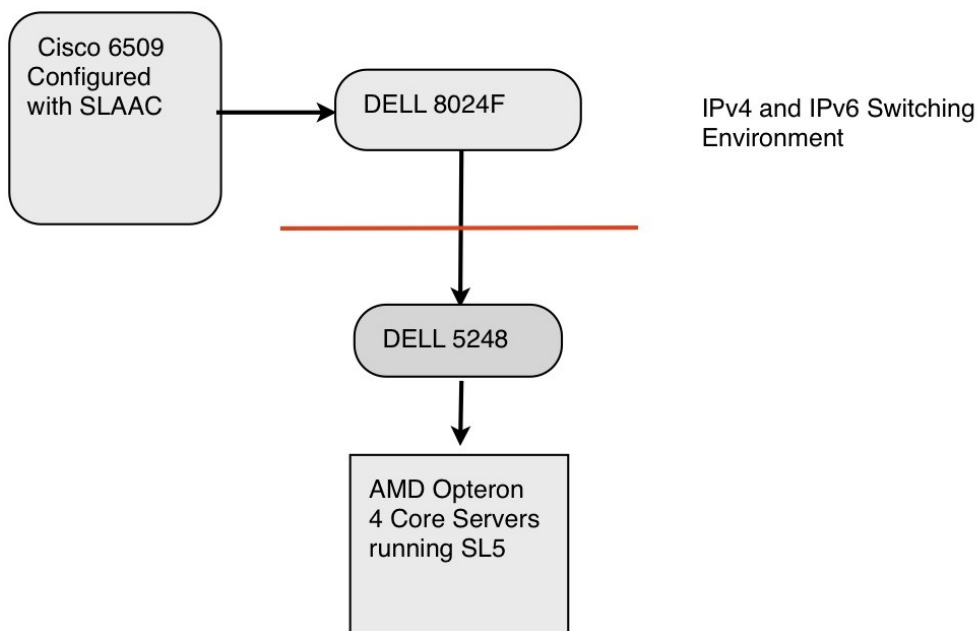 Cisco 6509
Configured
with SLAAC
DELL 8024F
IPv4 and IPv6 Switching
Environment
DELL 5248
AMD Opteron
4 Core Servers
running SL5